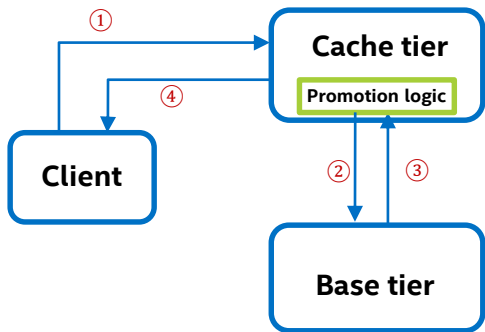 ①
Cache tier
④
Promotion logic
Client
②
③
Base tier